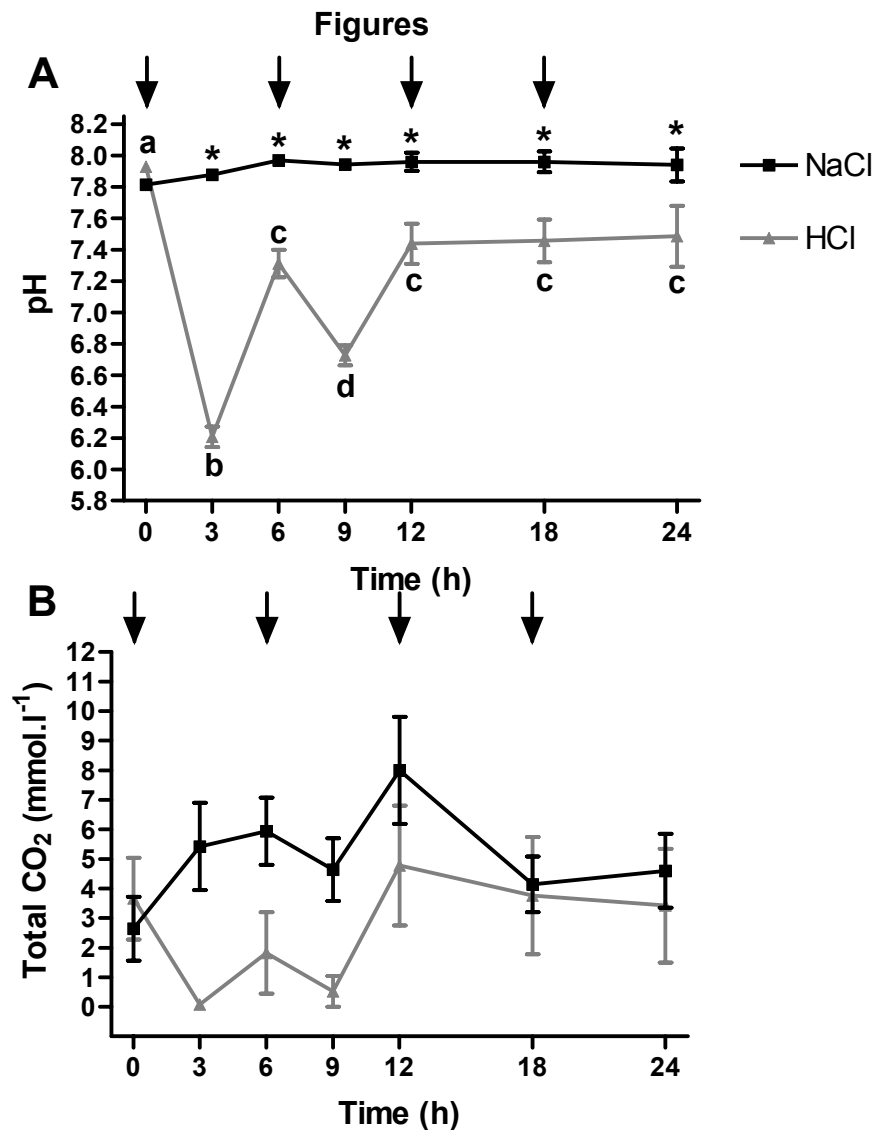 Figures
A
8.2
8.0
7.8
7.6
7.4
7.2
7.0
6.8
6.6
6.4
6.2
6.0
5.8
pH
a * * * * * *
b
c
d
c c c
NaCl
HCl
0 3 6 9 12 18 24
Time (h)
B
12
11
10
9
8
7
6
5
4
3
2
1
0
Total CO₂ (mmol.l⁻¹)
0 3 6 9 12 18 24
Time (h)